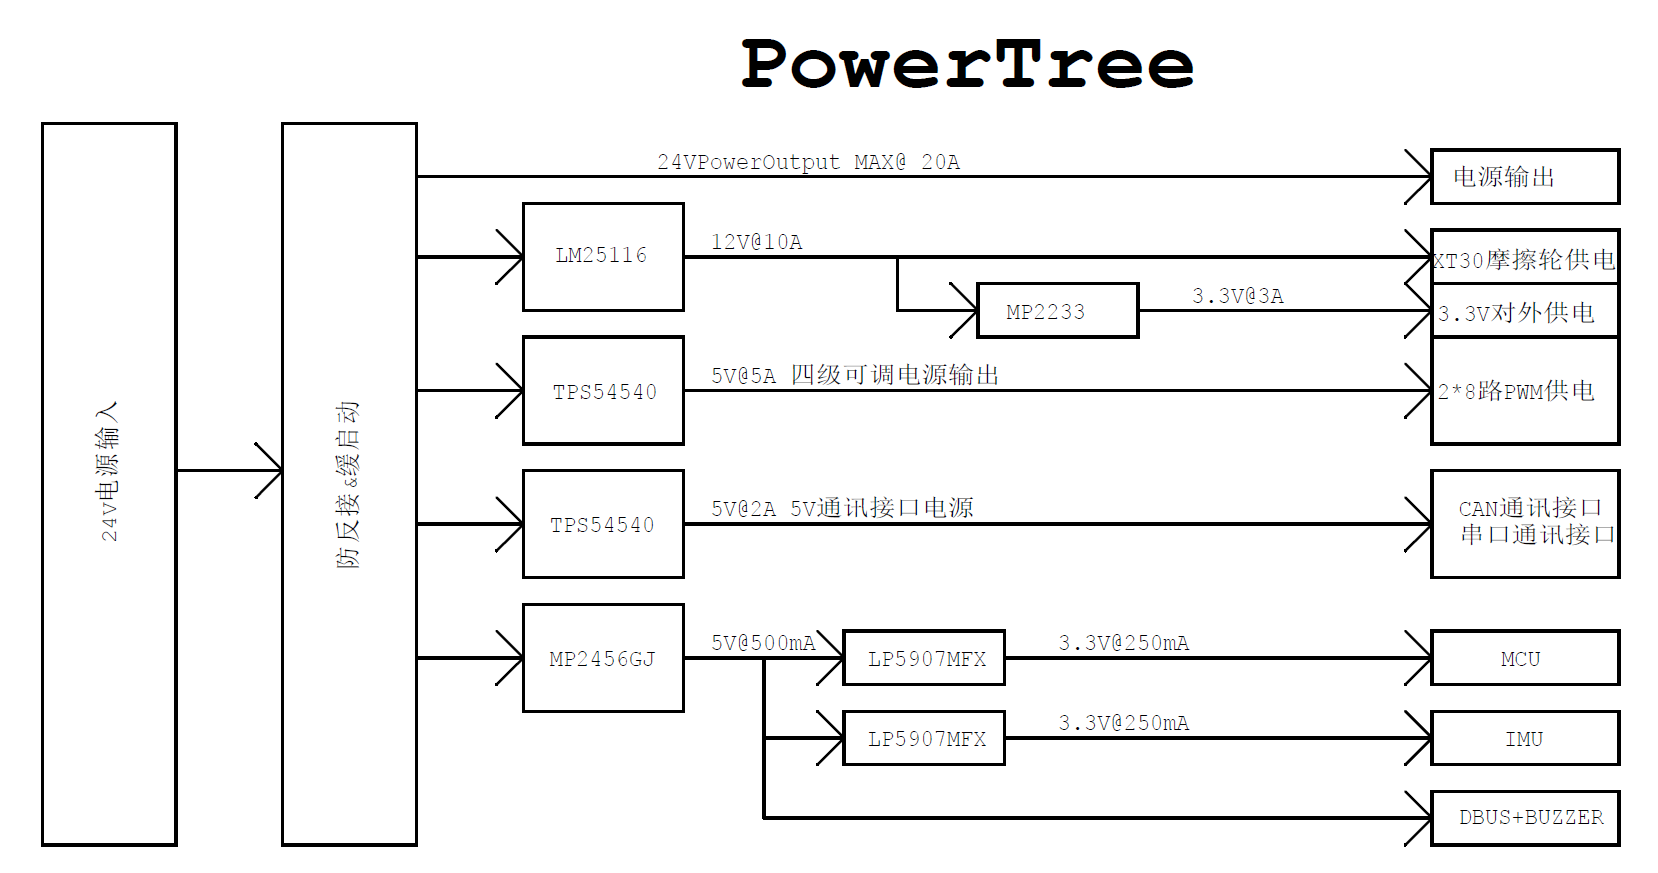 PowerTree
24V电源输入
防反接&缓启动
24VPowerOutput MAX@ 20A
电源输出
LM25116
12V@10A
XT30摩擦轮供电
MP2233
3.3V@3A
3.3V对外供电
TPS54540
5V@5A 四级可调电源输出
2*8路PWM供电
TPS54540
5V@2A 5V通讯接口电源
CAN通讯接口
串口通讯接口
MP2456GJ
5V@500mA
LP5907MFX
3.3V@250mA
MCU
LP5907MFX
3.3V@250mA
IMU
DBUS+BUZZER